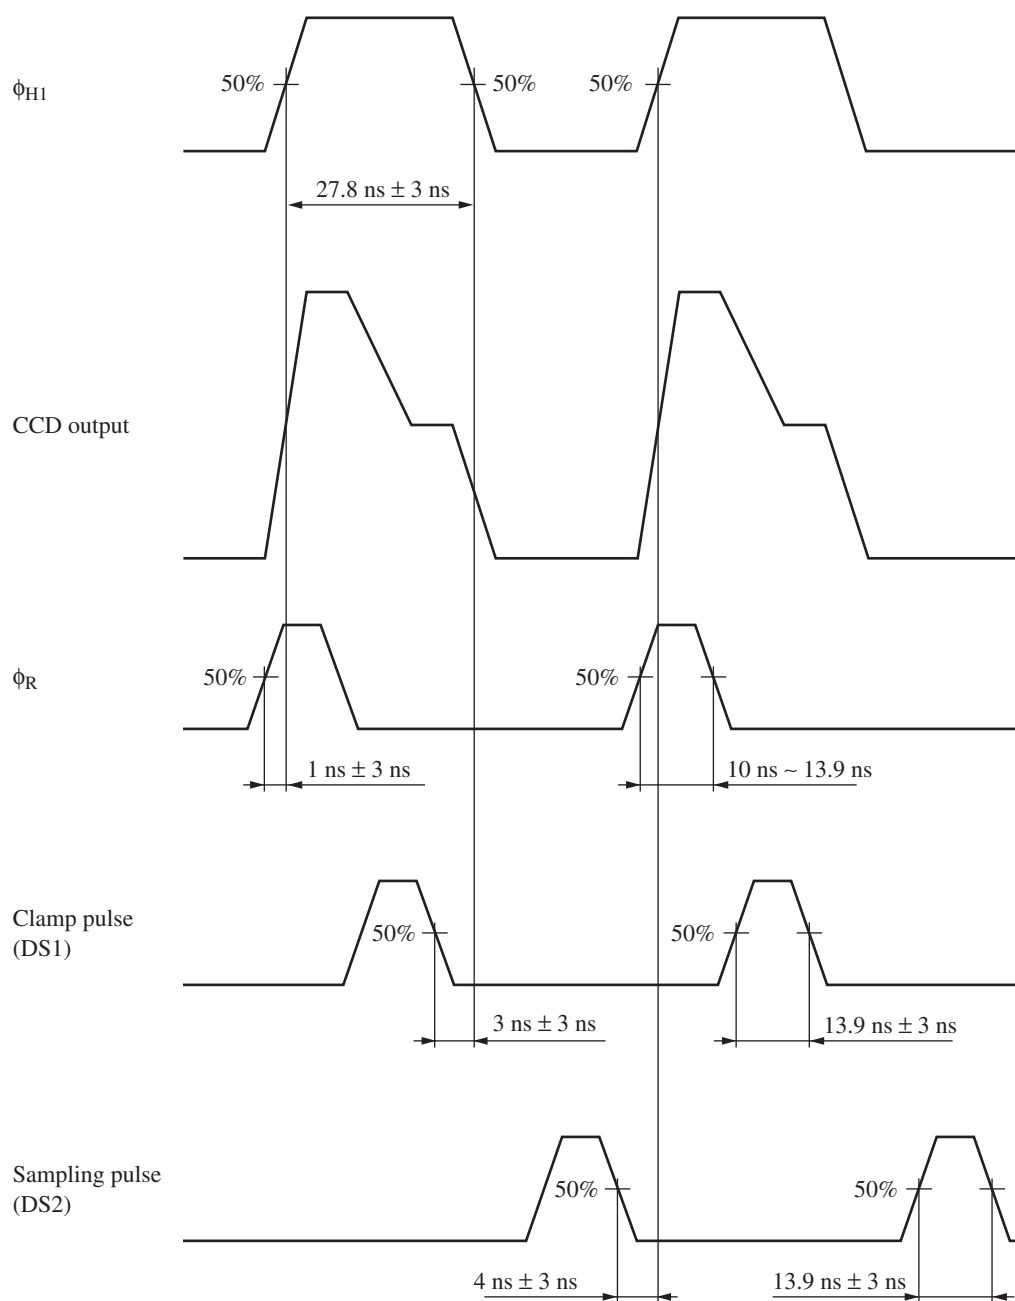 50%
50%
50%
ϕH1
27.8 ns ± 3 ns
CCD output
50%
50%
ϕR
1 ns ± 3 ns
10 ns ~ 13.9 ns
Clamp pulse
(DS1)
50%
50%
3 ns ± 3 ns
13.9 ns ± 3 ns
Sampling pulse
(DS2)
50%
50%
4 ns ± 3 ns
13.9 ns ± 3 ns